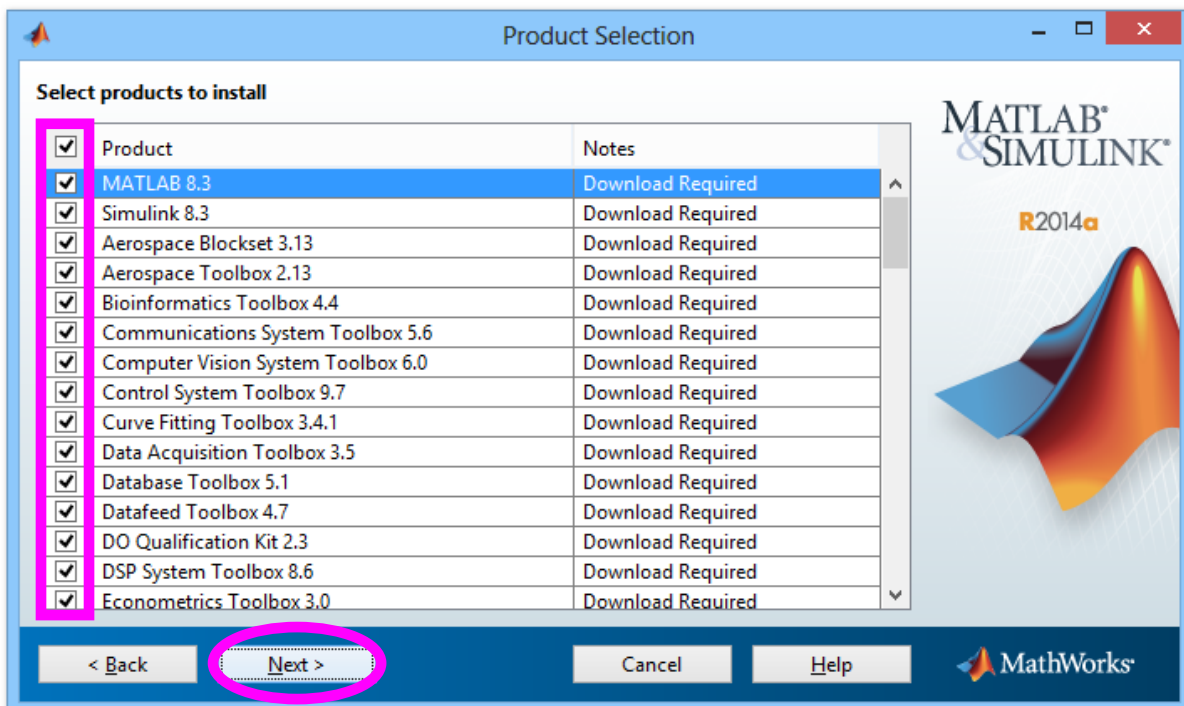 Product Selection
Select products to install
Product Notes
MATLAB 8.3 Download Required
Simulink 8.3 Download Required
Aerospace Blockset 3.13 Download Required
Aerospace Toolbox 2.13 Download Required
Bioinformatics Toolbox 4.4 Download Required
Communications System Toolbox 5.6 Download Required
Computer Vision System Toolbox 6.0 Download Required
Control System Toolbox 9.7 Download Required
Curve Fitting Toolbox 3.4.1 Download Required
Data Acquisition Toolbox 3.5 Download Required
Database Toolbox 5.1 Download Required
Datafeed Toolbox 4.7 Download Required
DO Qualification Kit 2.3 Download Required
DSP System Toolbox 8.6 Download Required
Econometrics Toolbox 3.0 Download Required
MATLAB®
&SIMULINK®
R2014a
< Back Next > Cancel Help MathWorks®